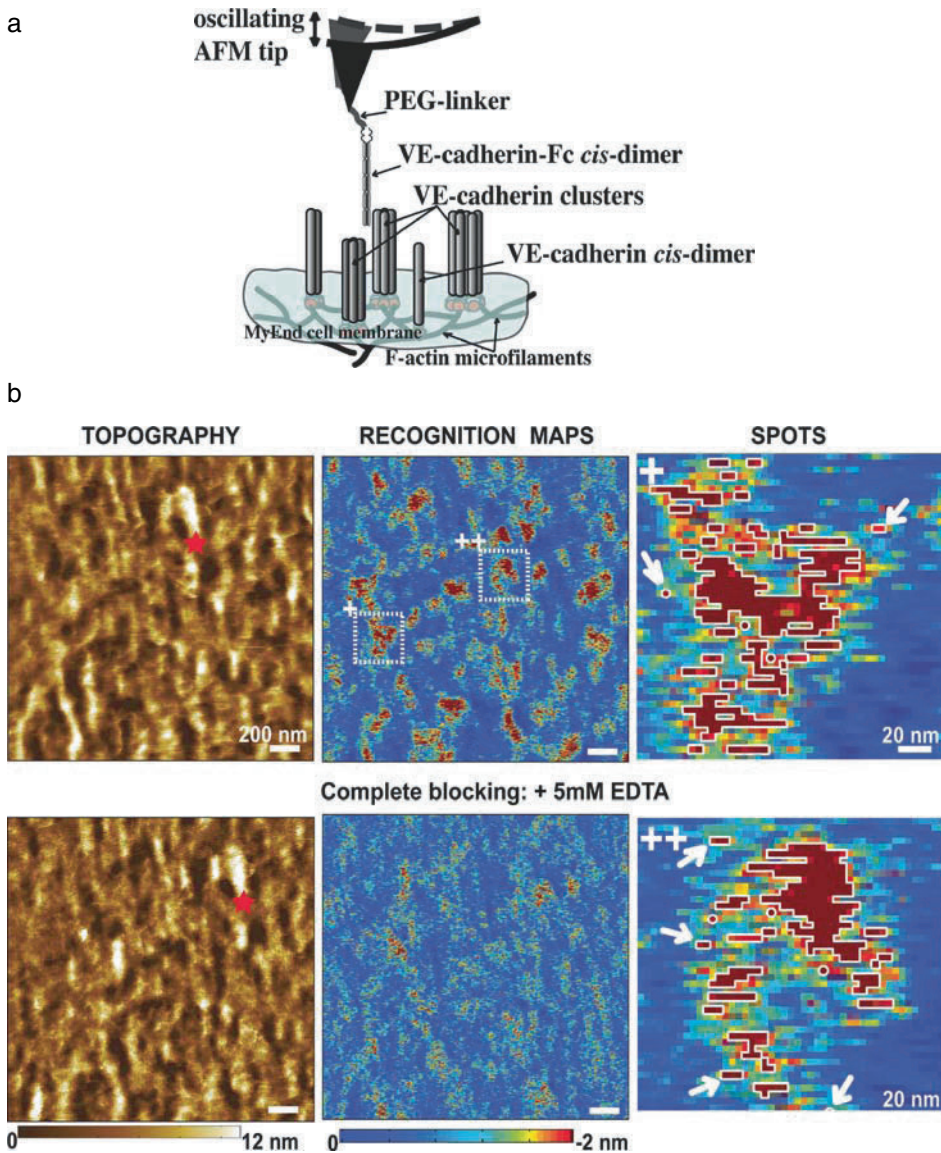 a
oscillating
AFM tip
PEG-linker
VE-cadherin-Fc cis-dimer
VE-cadherin clusters
VE-cadherin cis-dimer
MyEnd cell membrane
F-actin microfilaments
b
TOPOGRAPHY RECOGNITION MAPS SPOTS
+
++
+
200 nm
20 nm
Complete blocking: + 5mM EDTA
++
20 nm
0 12 nm 0 -2 nm